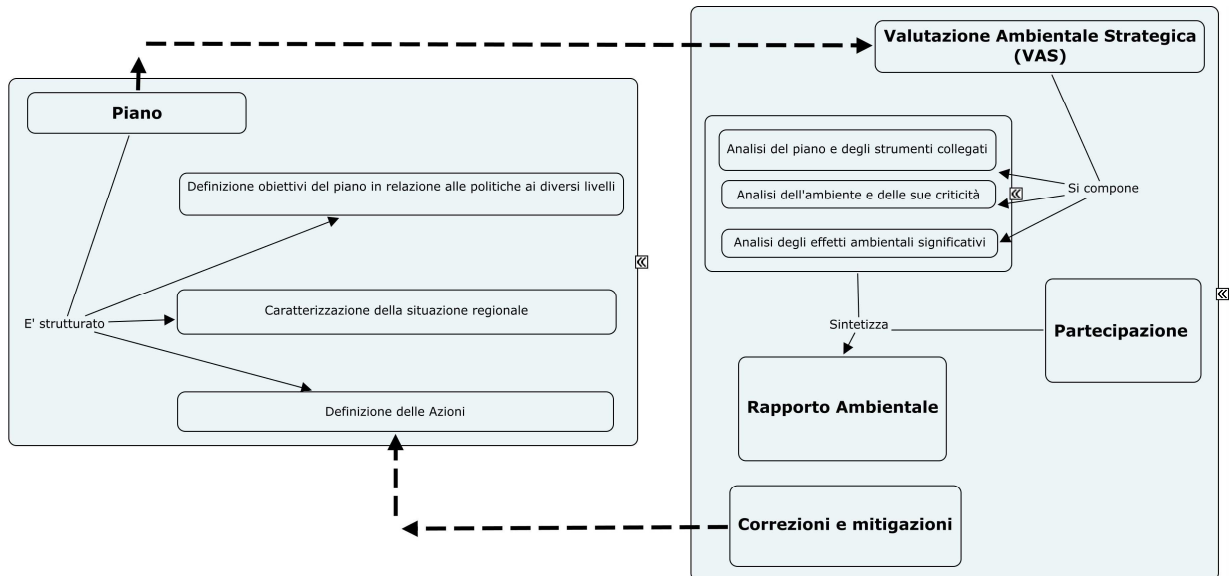 Piano
Definizione obiettivi del piano in relazione alle politiche ai diversi livelli
E' strutturato
Caratterizzazione della situazione regionale
Definizione delle Azioni
Valutazione Ambientale Strategica
(VAS)
Analisi del piano e degli strumenti collegati
Analisi dell'ambiente e delle sue criticità
Analisi degli effetti ambientali significativi
Si compone
Sintetizza
Partecipazione
Rapporto Ambientale
Correzioni e mitigazioni